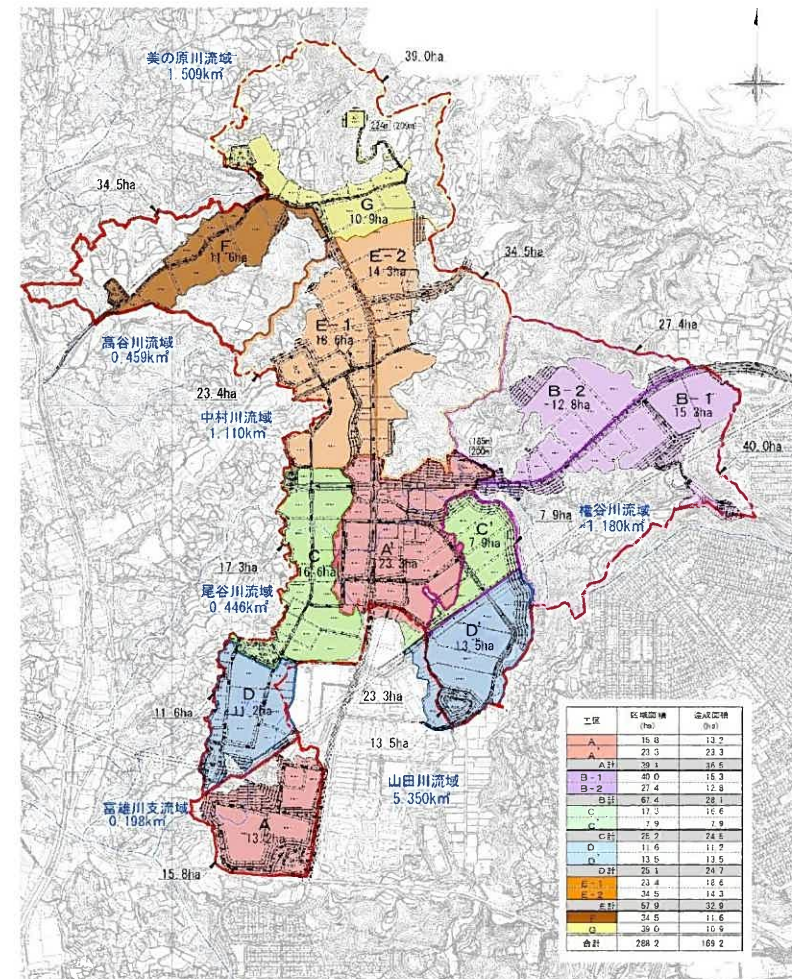 美の原川流域
1.509km²
39.0ha
224m (209m)
34.5ha
G
10.9ha
F
11.6ha
E-2
14.3ha
34.5ha
E-1
18.6ha
27.4ha
高谷川流域
0.459km²
23.4ha
B-2
12.8ha
B-1
15.3ha
中村川流域
1.110km²
(185m)
(200m)
40.0ha
C'
7.9ha
7.9ha
権谷川流域
1.180km²
A'
23.3ha
C
16.6ha
17.3ha
尾谷川流域
0.446km²
D'
13.5ha
D
11.2ha
23.3ha
11.6ha
13.5ha
山田川流域
5.350km²
富雄川支流域
0.198km²
A
13.2
15.8ha
工区 区域面積(ha) 造成面積(ha)
A 15.8 13.2
A' 23.3 23.3
A計 39.1 36.5
B-1 40.0 15.3
B-2 27.4 12.8
B計 67.4 28.1
C 17.3 16.6
C' 7.9 7.9
C計 25.2 24.5
D 11.6 11.2
D' 13.5 13.5
D計 25.1 24.7
E-1 23.4 18.6
E-2 34.5 14.3
E計 57.9 32.9
F 34.5 11.6
G 39.0 10.9
合計 288.2 169.2